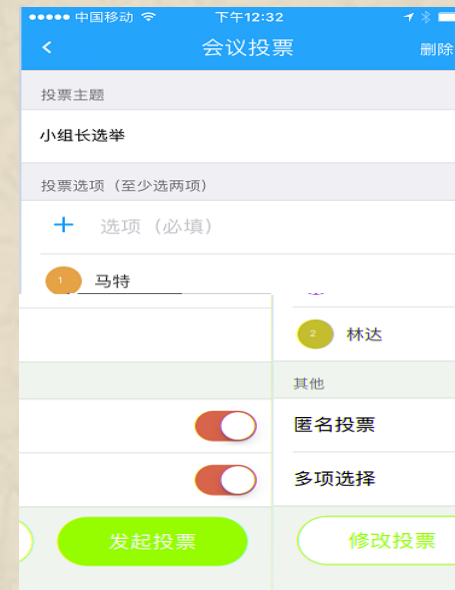 中国移动 下午12:32
会议投票 删除
投票主题
小组长选举
投票选项（至少选两项）
+ 选项（必填）
1 马特
2 林达
其他
匿名投票
多项选择
发起投票 修改投票